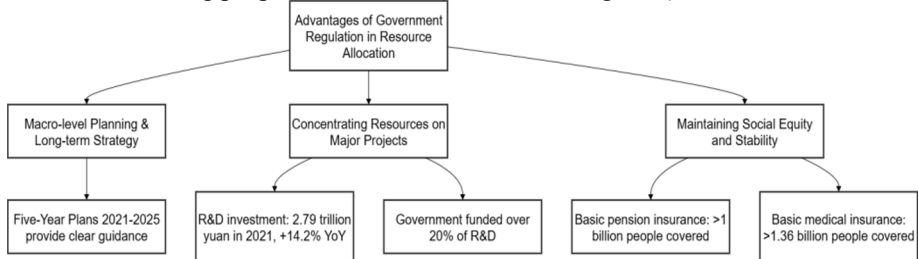 Advantages of Government
Regulation in Resource
Allocation
Macro-level Planning &
Long-term Strategy
Concentrating Resources on
Major Projects
Maintaining Social Equity
and Stability
Five-Year Plans 2021-2025
provide clear guidance
R&D investment: 2.79 trillion
yuan in 2021, +14.2% YoY
Government funded over
20% of R&D
Basic pension insurance: >1
billion people covered
Basic medical insurance:
>1.36 billion people covered